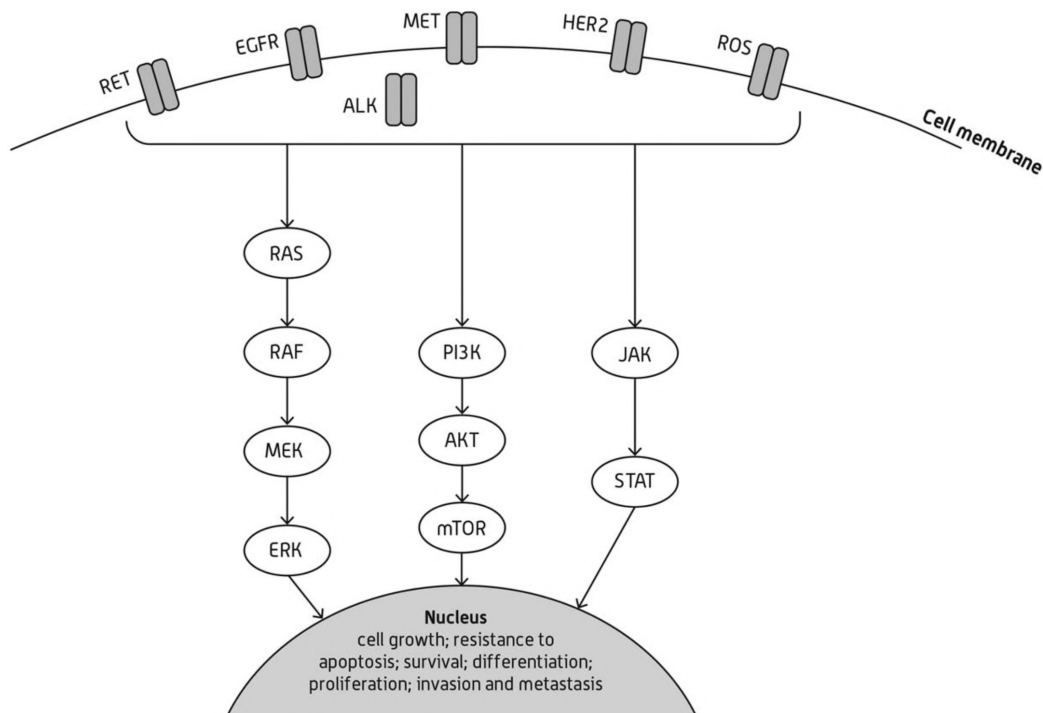 MET
HER2
EGFR
ROS
RET
ALK
Cell membrane
RAS
RAF
PI3K
JAK
MEK
AKT
STAT
mTOR
ERK
Nucleus
cell growth; resistance to
apoptosis; survival; differentiation;
proliferation; invasion and metastasis